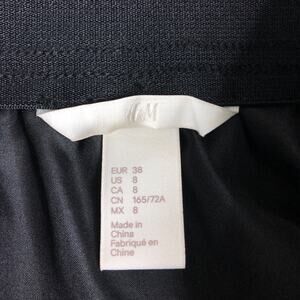 H&M
EUR 38
US 8
CA 8
CN 165/72A
MX 8
Made in
China
Fabriqué en
Chine